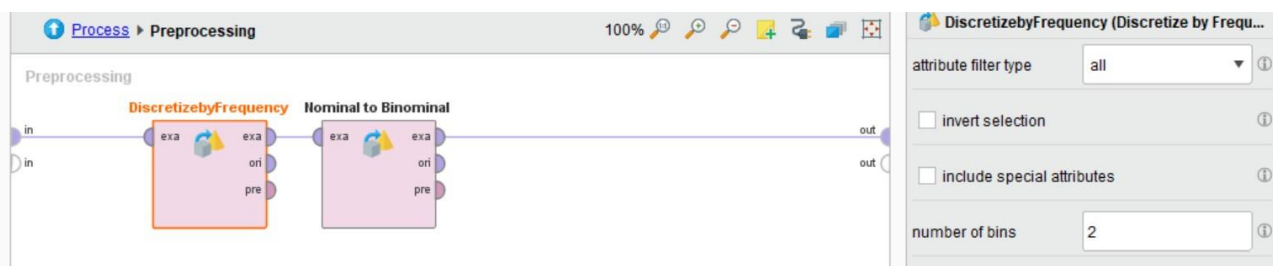 Process ▸ Preprocessing 100%
DiscretizebyFrequency (Discretize by Frequ...
attribute filter type all
Preprocessing
DiscretizebyFrequency Nominal to Binominal
in exa exa exa exa out
invert selection
in ori ori out
pre pre
include special attributes
number of bins 2